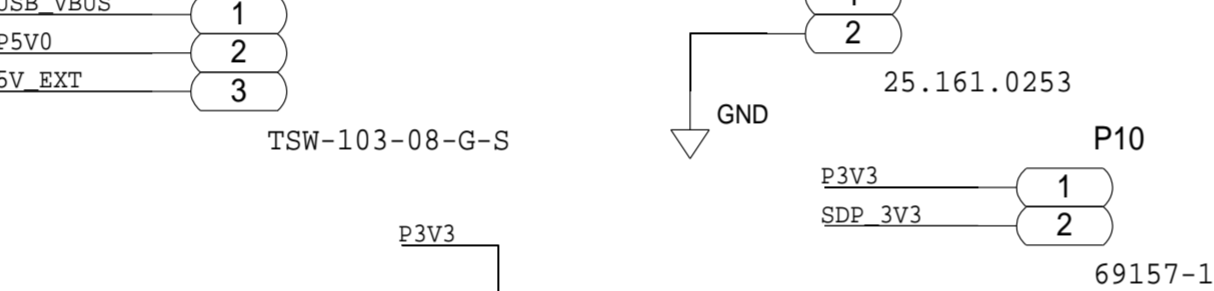 USB_VBUS
1
P5V0
2
5V_EXT
3
TSW-103-08-G-S
1
2
25.161.0253
GND
P10
P3V3
1
SDP_3V3
2
69157-1
P3V3